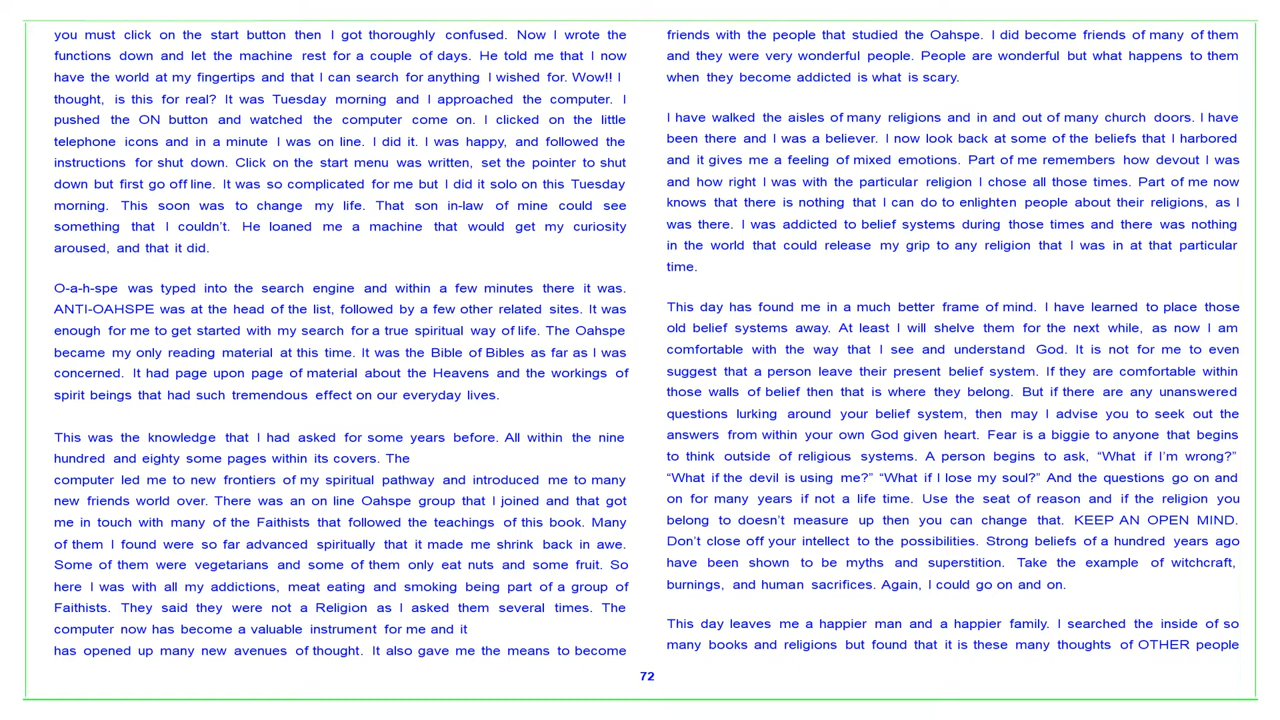 you must click on the start button then I got thoroughly confused. Now I wrote the
functions down and let the machine rest for a couple of days. He told me that I now
have the world at my fingertips and that I can search for anything I wished for. Wow!! I
thought, is this for real? It was Tuesday morning and I approached the computer. I
pushed the ON button and watched the computer come on. I clicked on the little
telephone icons and in a minute I was on line. I did it. I was happy, and followed the
instructions for shut down. Click on the start menu was written, set the pointer to shut
down but first go off line. It was so complicated for me but I did it solo on this Tuesday
morning. This soon was to change my life. That son in-law of mine could see
something that I couldn't. He loaned me a machine that would get my curiosity
aroused, and that it did.
O-a-h-spe was typed into the search engine and within a few minutes there it was.
ANTI-OAHSPE was at the head of the list, followed by a few other related sites. It was
enough for me to get started with my search for a true spiritual way of life. The Oahspe
became my only reading material at this time. It was the Bible of Bibles as far as I was
concerned. It had page upon page of material about the Heavens and the workings of
spirit beings that had such tremendous effect on our everyday lives.
This was the knowledge that I had asked for some years before. All within the nine
hundred and eighty some pages within its covers. The
computer led me to new frontiers of my spiritual pathway and introduced me to many
new friends world over. There was an on line Oahspe group that I joined and that got
me in touch with many of the Faithists that followed the teachings of this book. Many
of them I found were so far advanced spiritually that it made me shrink back in awe.
Some of them were vegetarians and some of them only eat nuts and some fruit. So
here I was with all my addictions, meat eating and smoking being part of a group of
Faithists. They said they were not a Religion as I asked them several times. The
computer now has become a valuable instrument for me and it
has opened up many new avenues of thought. It also gave me the means to become
friends with the people that studied the Oahspe. I did become friends of many of them
and they were very wonderful people. People are wonderful but what happens to them
when they become addicted is what is scary.
I have walked the aisles of many religions and in and out of many church doors. I have
been there and I was a believer. I now look back at some of the beliefs that I harbored
and it gives me a feeling of mixed emotions. Part of me remembers how devout I was
and how right I was with the particular religion I chose all those times. Part of me now
knows that there is nothing that I can do to enlighten people about their religions, as I
was there. I was addicted to belief systems during those times and there was nothing
in the world that could release my grip to any religion that I was in at that particular
time.
This day has found me in a much better frame of mind. I have learned to place those
old belief systems away. At least I will shelve them for the next while, as now I am
comfortable with the way that I see and understand God. It is not for me to even
suggest that a person leave their present belief system. If they are comfortable within
those walls of belief then that is where they belong. But if there are any unanswered
questions lurking around your belief system, then may I advise you to seek out the
answers from within your own God given heart. Fear is a biggie to anyone that begins
to think outside of religious systems. A person begins to ask, “What if I'm wrong?”
“What if the devil is using me?” “What if I lose my soul?” And the questions go on and
on for many years if not a life time. Use the seat of reason and if the religion you
belong to doesn't measure up then you can change that. KEEP AN OPEN MIND.
Don't close off your intellect to the possibilities. Strong beliefs of a hundred years ago
have been shown to be myths and superstition. Take the example of witchcraft,
burnings, and human sacrifices. Again, I could go on and on.
This day leaves me a happier man and a happier family. I searched the inside of so
many books and religions but found that it is these many thoughts of OTHER people
72